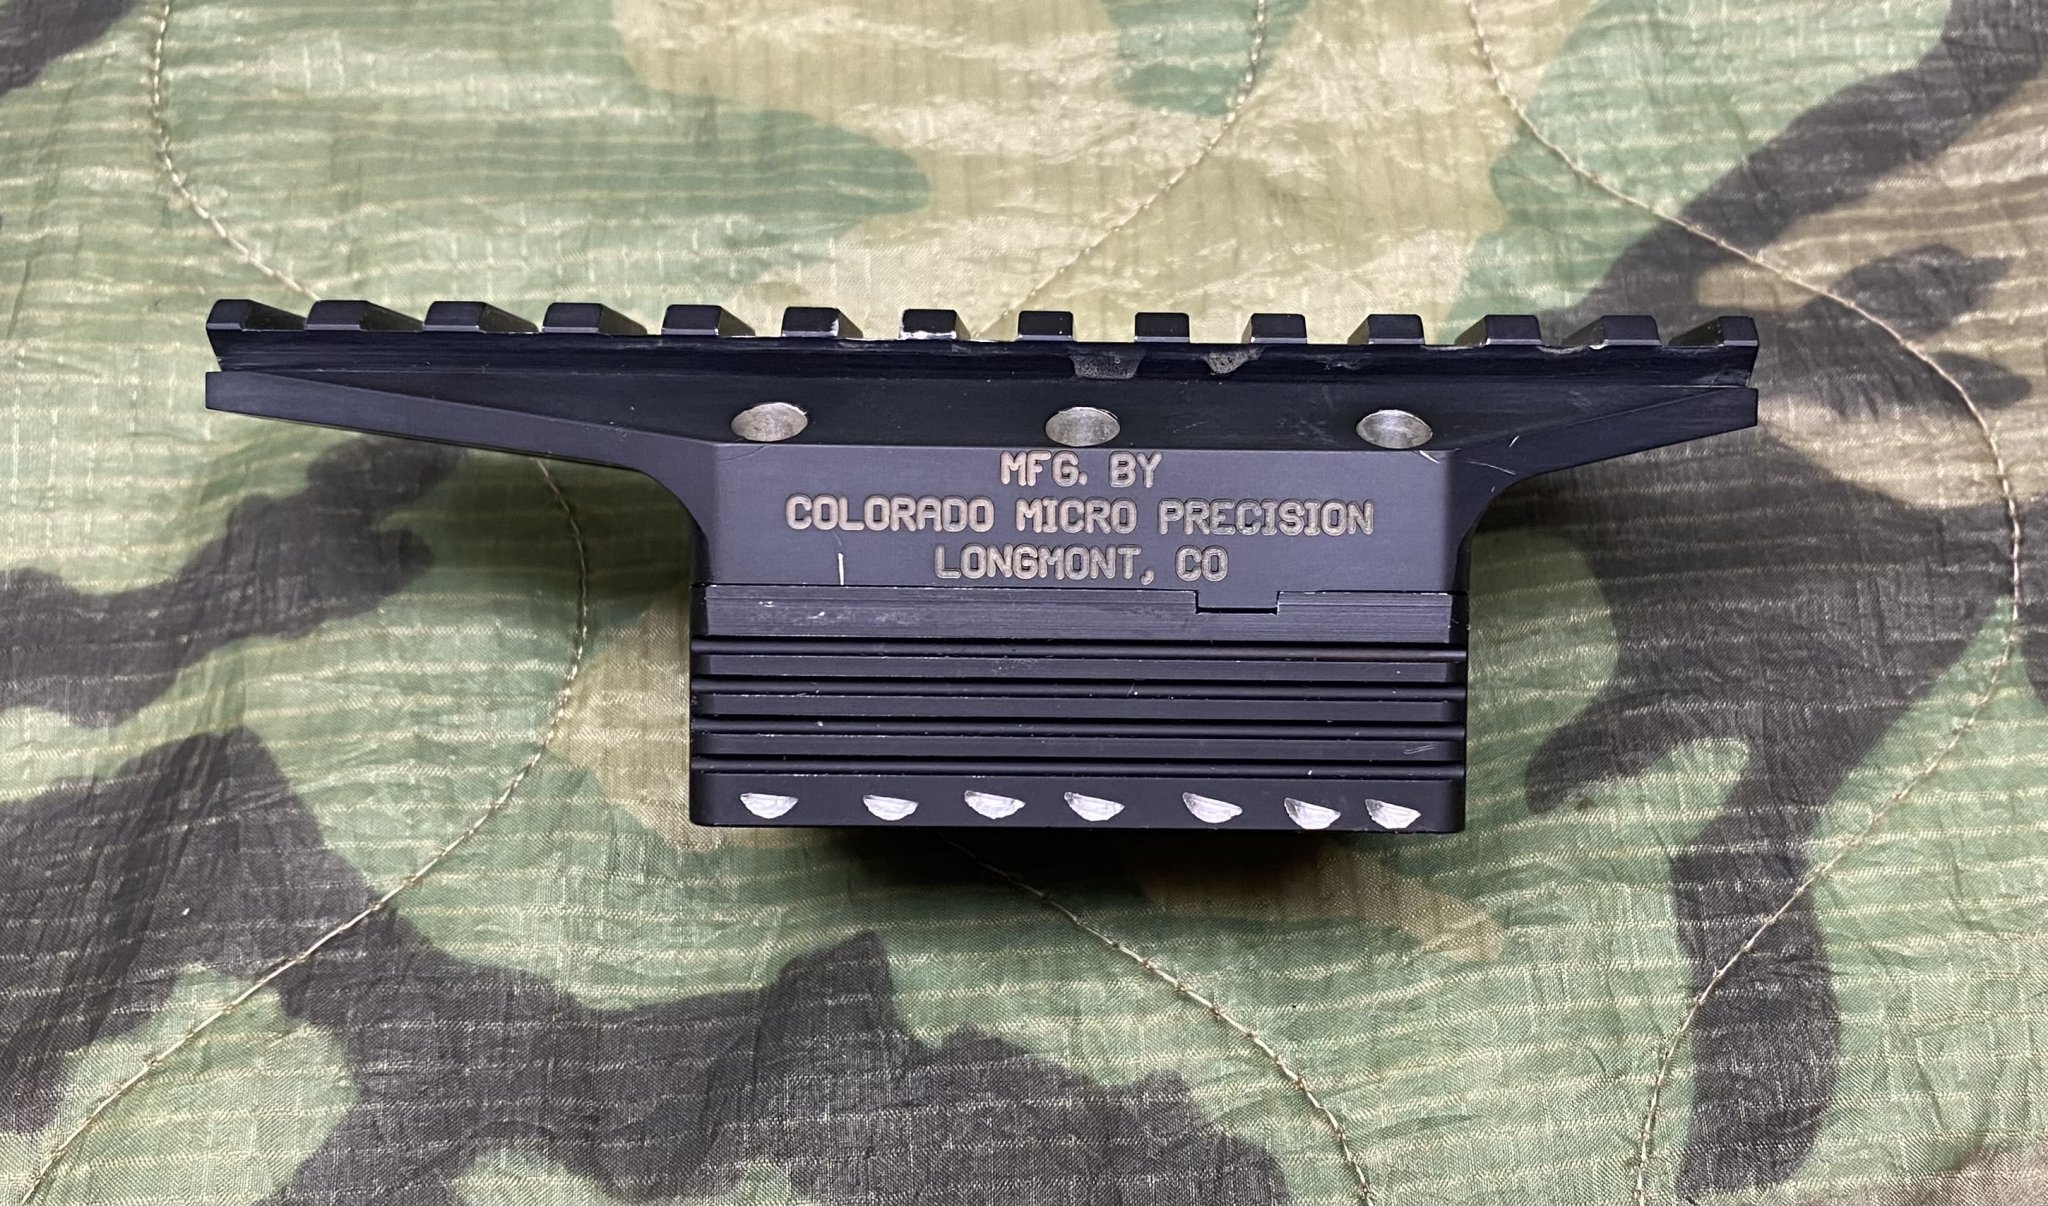 MFG. BY
COLORADO MICRO PRECISION
LONGMONT, CO